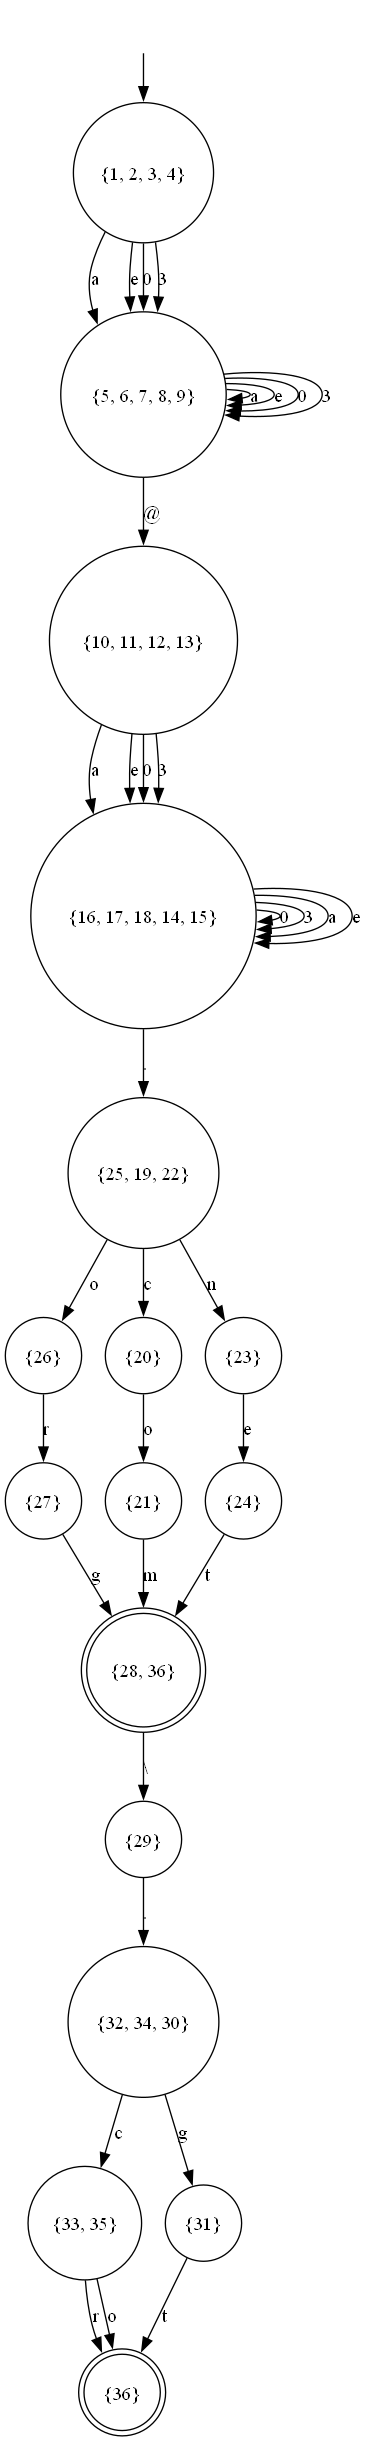 {1, 2, 3, 4}
a e 0 3
{5, 6, 7, 8, 9} a e 0 3
@
{10, 11, 12, 13}
a e 0 3
{16, 17, 18, 14, 15} 0 3 a e
.
{25, 19, 22}
o c n
{26} {20} {23}
r o e
{27} {21} {24}
g m t
{28, 36}
\
{29}
.
{32, 34, 30}
c g
{33, 35} {31}
r o t
{36}